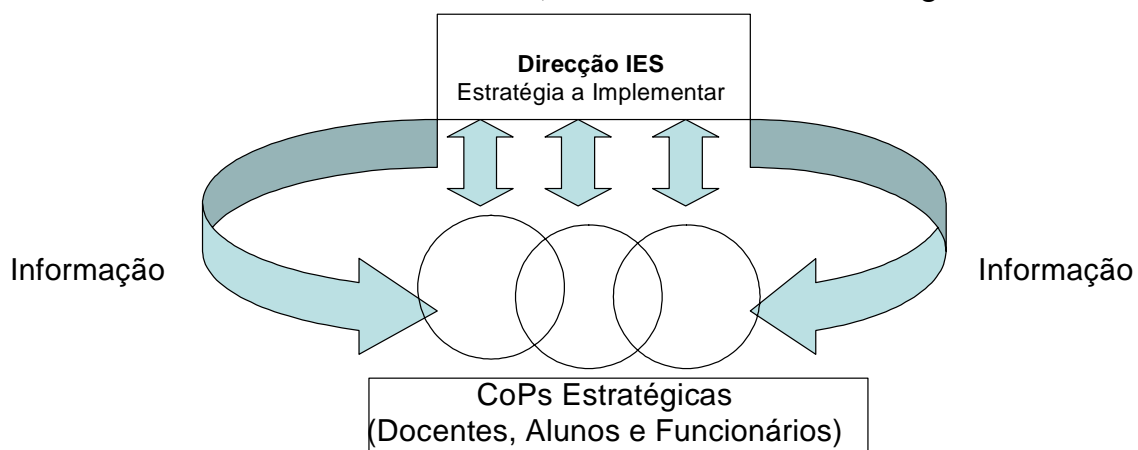 Direcção IES
Estratégia a Implementar
Informação
Informação
CoPs Estratégicas
(Docentes, Alunos e Funcionários)